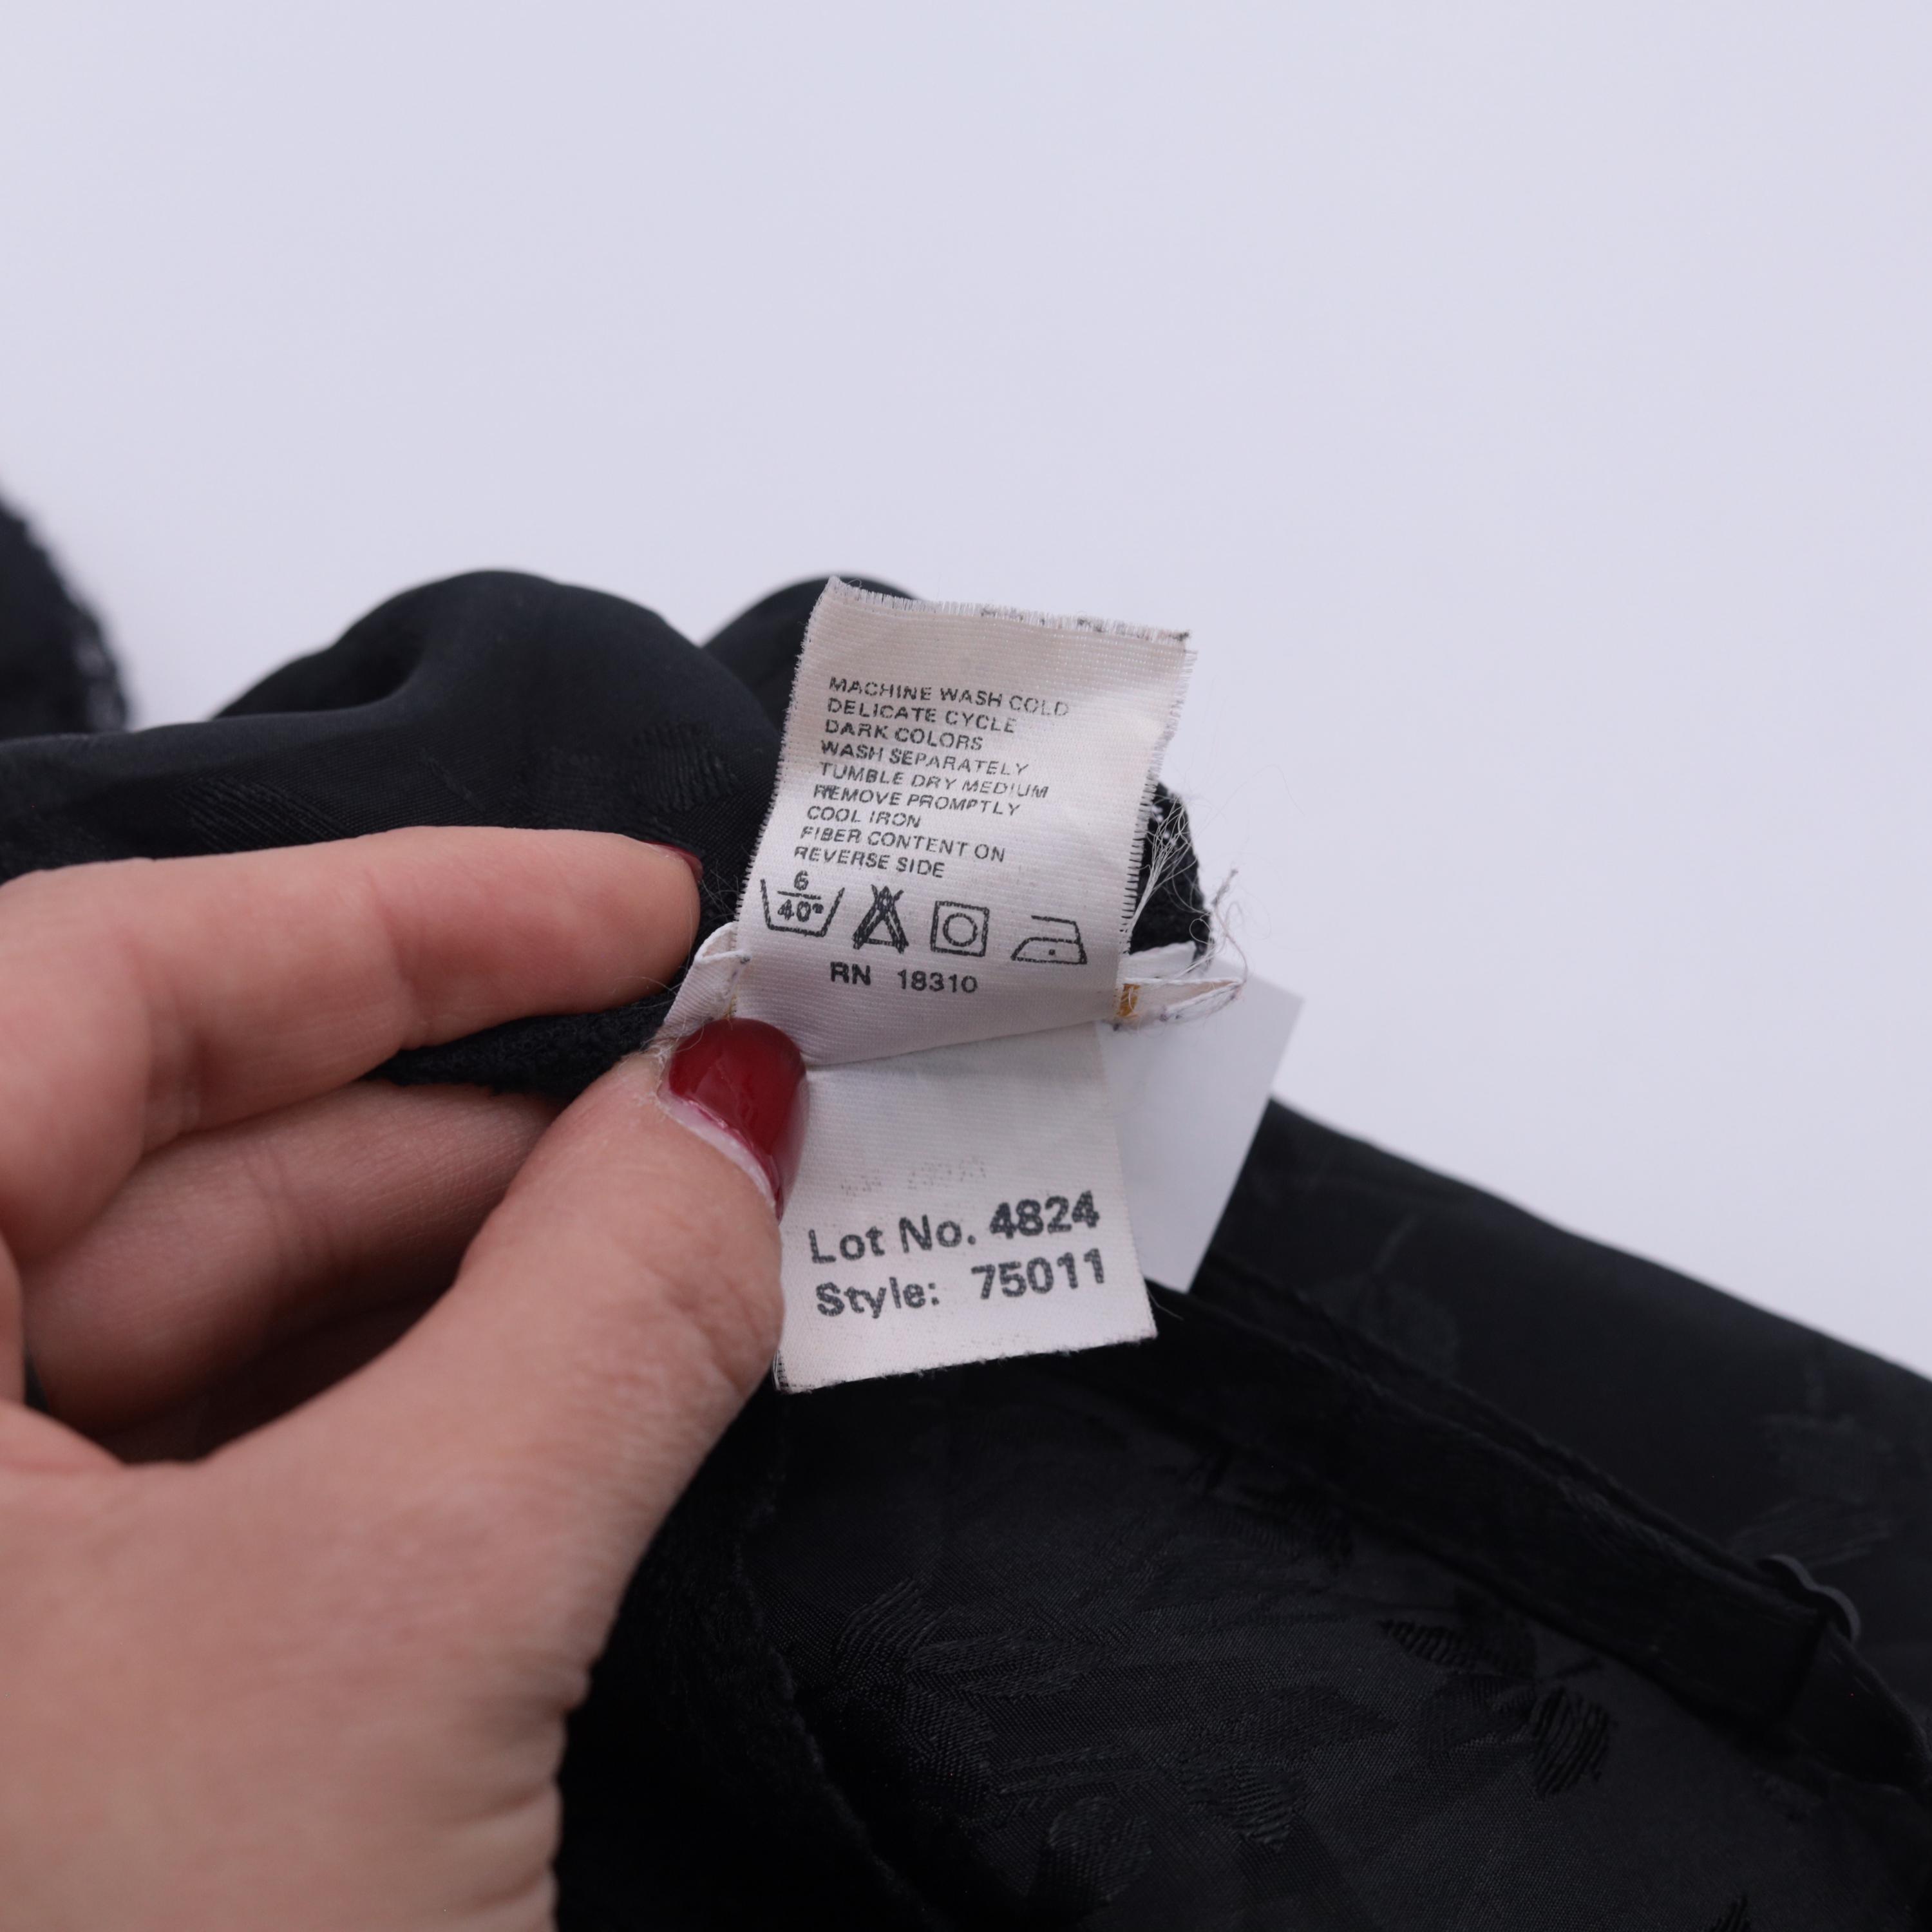 MACHINE WASH COLD
DELICATE CYCLE
DARK COLORS
WASH SEPARATELY
TUMBLE DRY MEDIUM
REMOVE PROMPTLY
COOL IRON
FIBER CONTENT ON
REVERSE SIDE
6
40°
RN 18310
Lot No. 4824
Style: 75011